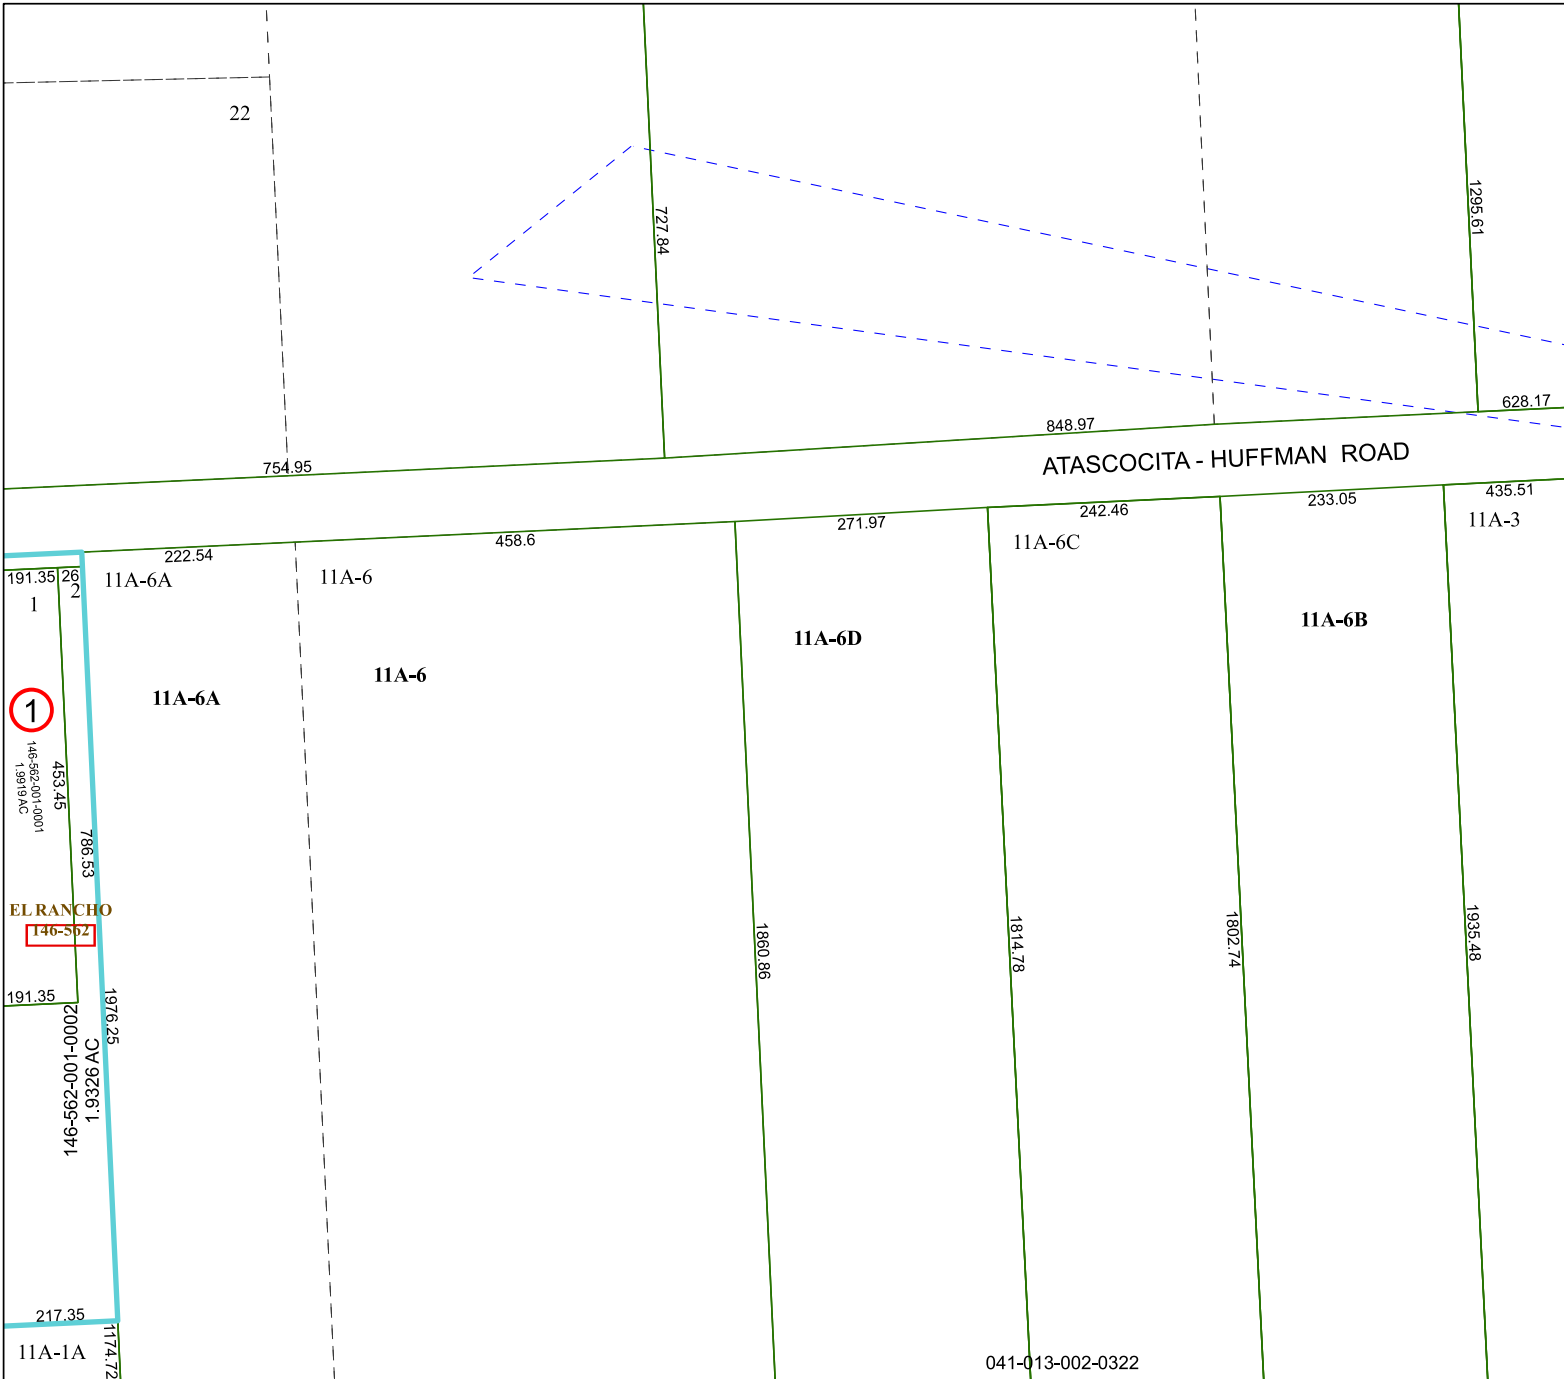 22
727.84
1295.61
628.17
848.97
754.95
ATASCOCITA - HUFFMAN ROAD
435.51
233.05
242.46
271.97
458.6
222.54
11A-3
11A-6C
191.35
26
11A-6A
11A-6
1
2
11A-6B
11A-6D
11A-6
11A-6A
1
146-562-001-0001
1.9919 AC
453.45
786.53
EL RANCHO
146-562
1860.86
1814.78
1802.74
1935.48
191.35
1976.25
146-562-001-0002
1.9326 AC
217.35
1174.72
11A-1A
041-013-002-0322